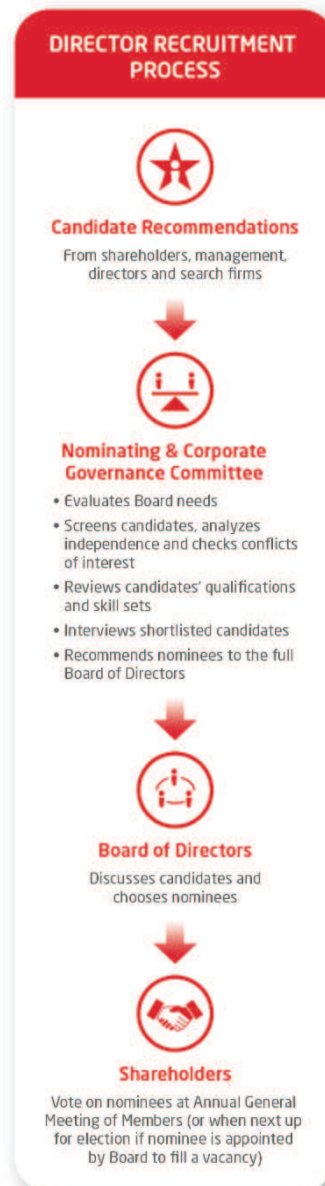 DIRECTOR RECRUITMENT
PROCESS
Candidate Recommendations
From shareholders, management,
directors and search firms
Nominating & Corporate
Governance Committee
• Evaluates Board needs
• Screens candidates, analyzes
independence and checks conflicts
of interest
• Reviews candidates' qualifications
and skill sets
• Interviews shortlisted candidates
• Recommends nominees to the full
Board of Directors
Board of Directors
Discusses candidates and
chooses nominees
Shareholders
Vote on nominees at Annual General
Meeting of Members (or when next up
for election if nominee is appointed
by Board to fill a vacancy)